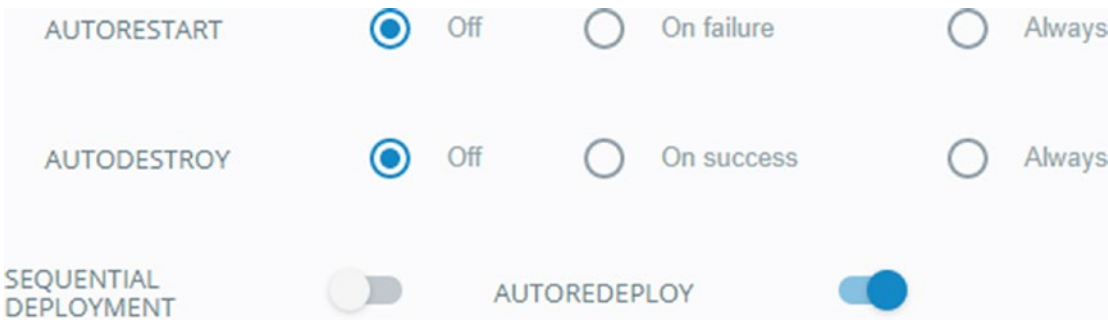 AUTORESTART Off On failure Always
AUTODESTROY Off On success Always
SEQUENTIAL
DEPLOYMENT
AUTOREDEPLOY